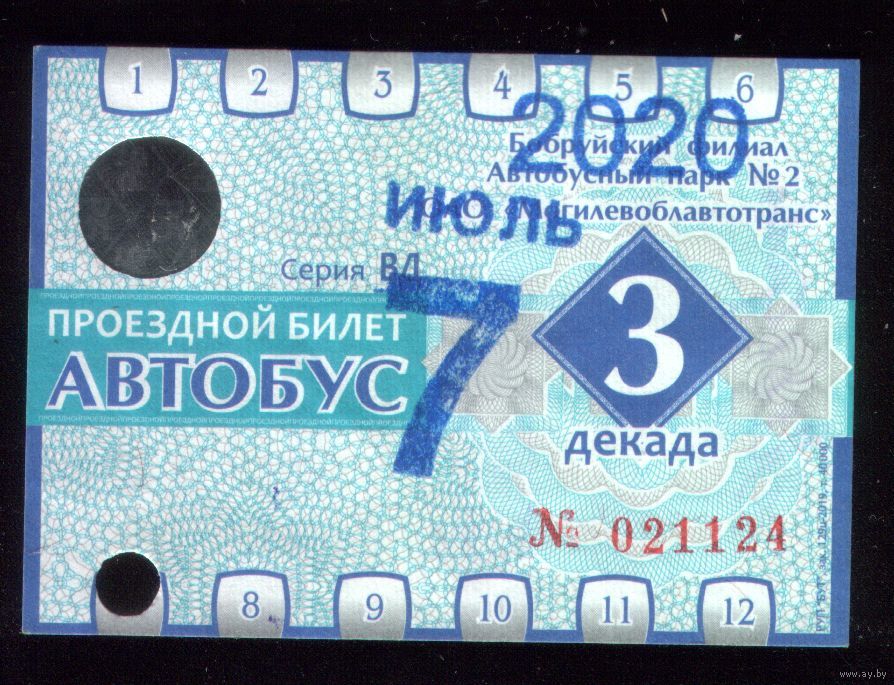 1 2 3 4 5 6
2020
Бобруйский филиал
Автобусный парк №2
ОАО «Могилевоблавтотранс»
июль
Серия ВД
7
ПРОЕЗДНОЙ БИЛЕТ
АВТОБУС
3
декада
№ 021124
8 9 10 11 12
www.ay.by